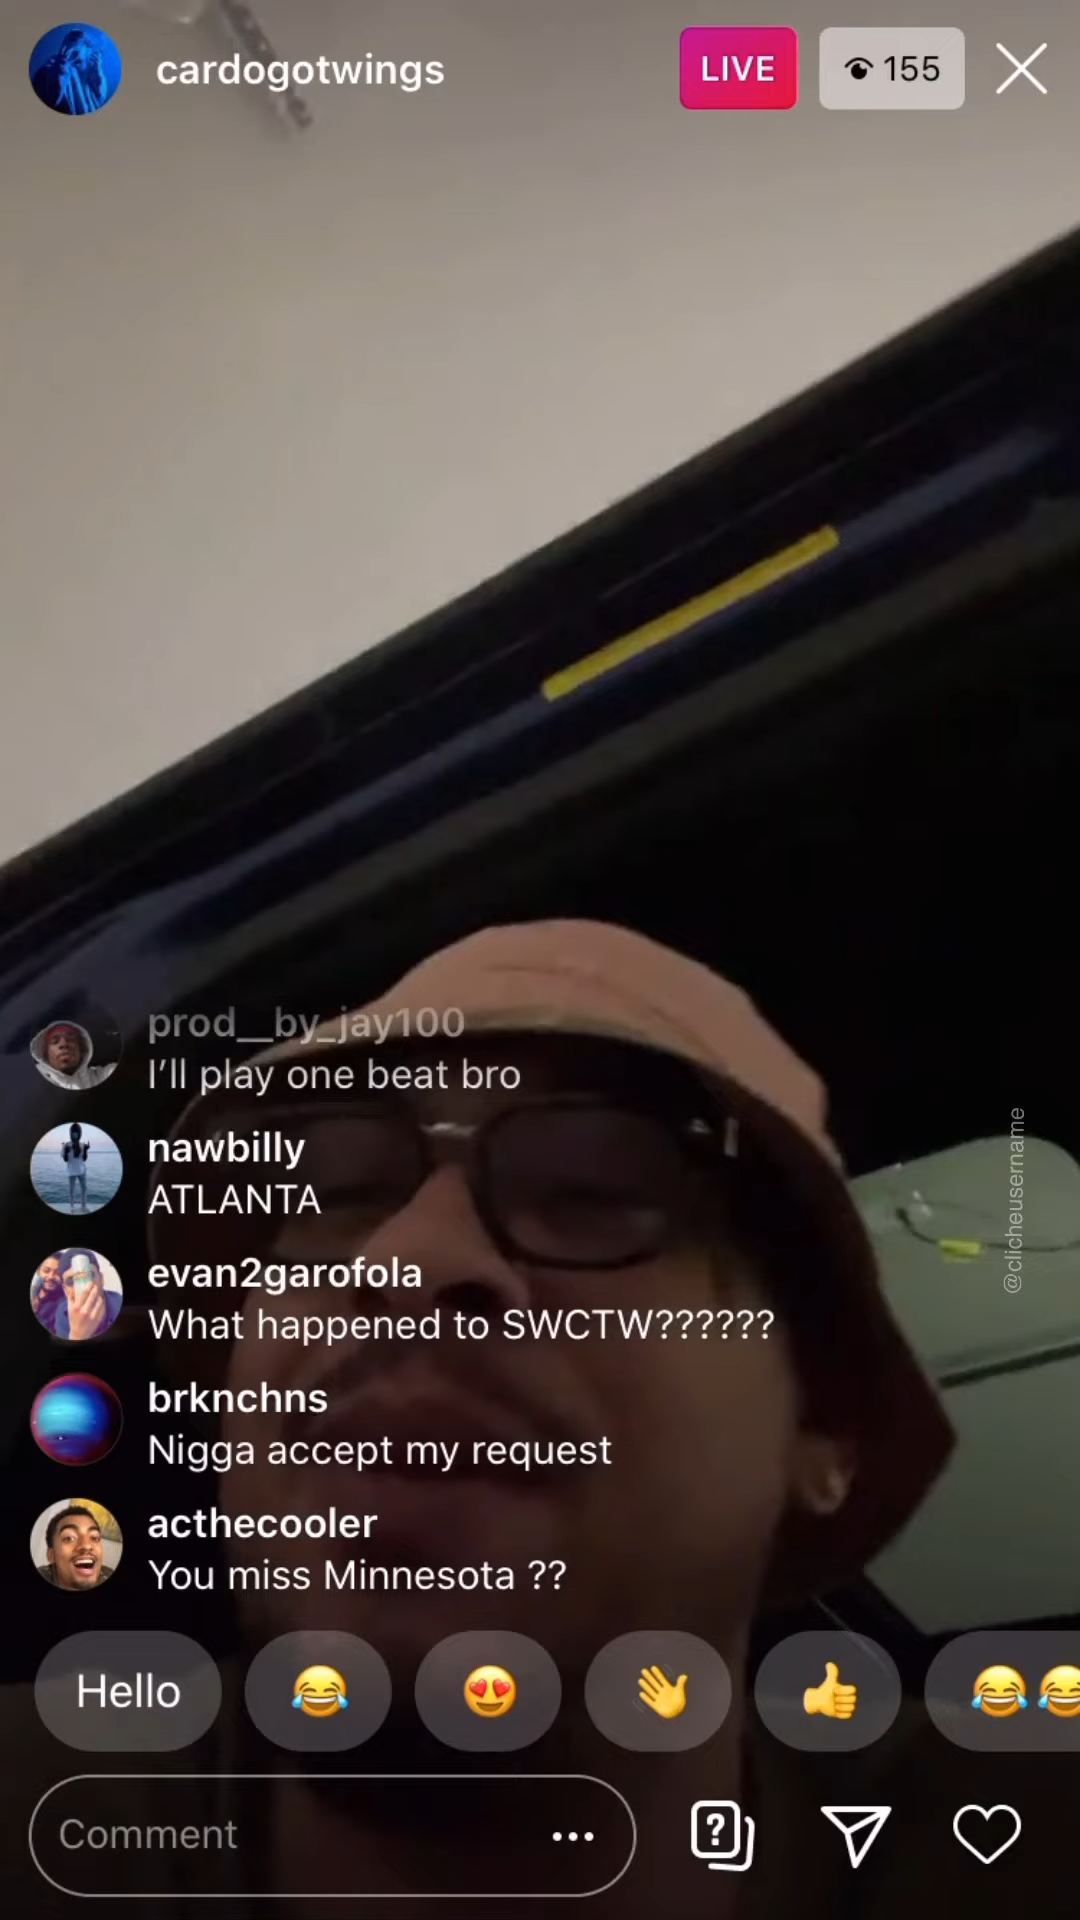 cardogotwings
LIVE
155
prod__by_jay100
I’ll play one beat bro
nawbilly
ATLANTA
evan2garofola
What happened to SWCTW??????
brknchns
Nigga accept my request
acthecooler
You miss Minnesota ??
@clicheusername
Hello
Comment